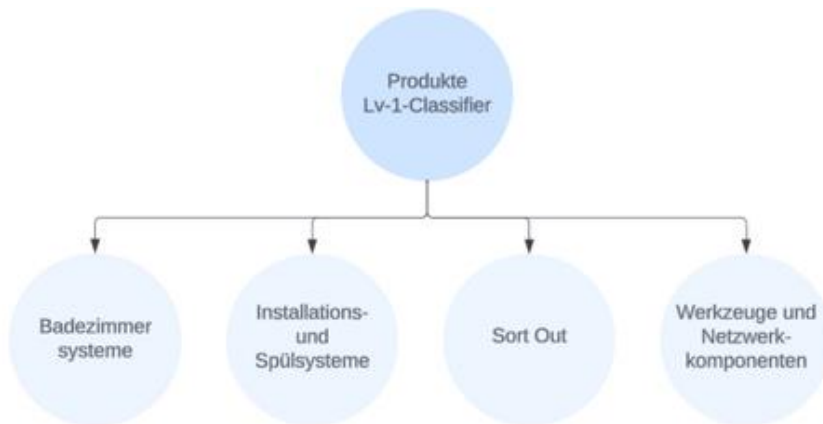 Produkte
Lv-1-Classifier
Badezimmer
systeme
Installations-
und
Spülsysteme
Sort Out
Werkzeuge und
Netzwerk-
komponenten